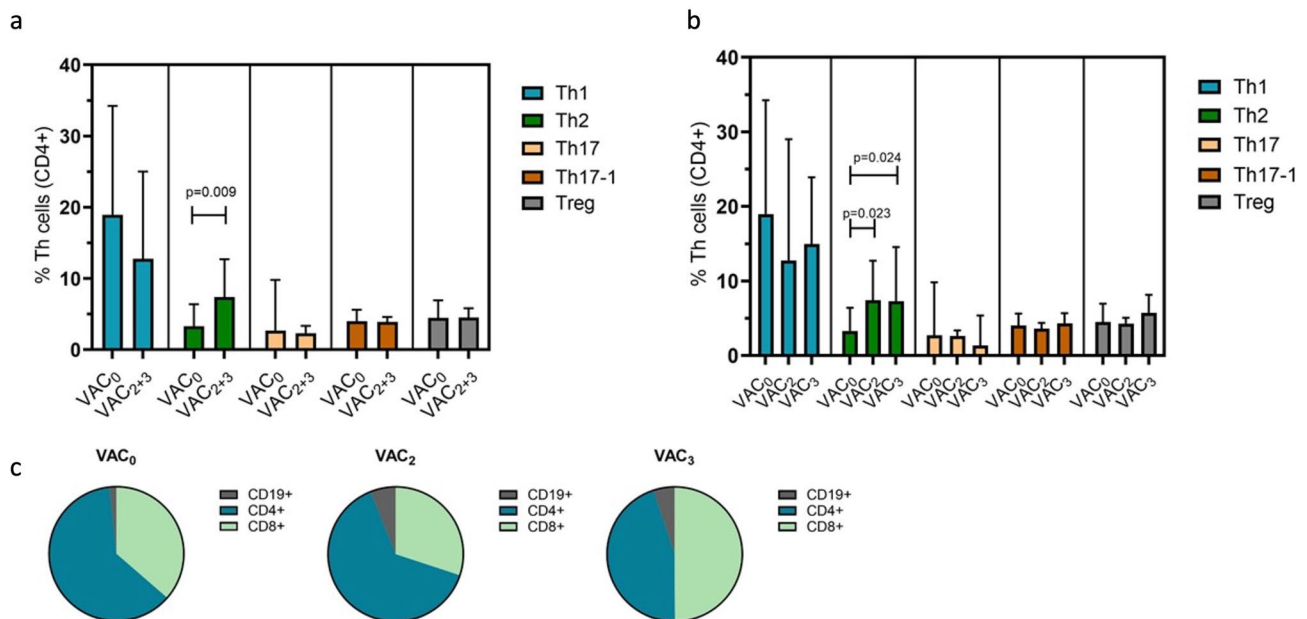 a
40
30
20
10
0
% Th cells (CD4+)
p=0.009
VAC0 VAC2+3 VAC0 VAC2+3 VAC0 VAC2+3 VAC0 VAC2+3 VAC0 VAC2+3
Th1
Th2
Th17
Th17-1
Treg
b
40
30
20
10
0
% Th cells (CD4+)
p=0.024
p=0.023
VAC0 VAC2 VAC3 VAC0 VAC2 VAC3 VAC0 VAC2 VAC3 VAC0 VAC2 VAC3 VAC0 VAC2 VAC3
Th1
Th2
Th17
Th17-1
Treg
c
VAC0
CD19+
CD4+
CD8+
VAC2
CD19+
CD4+
CD8+
VAC3
CD19+
CD4+
CD8+